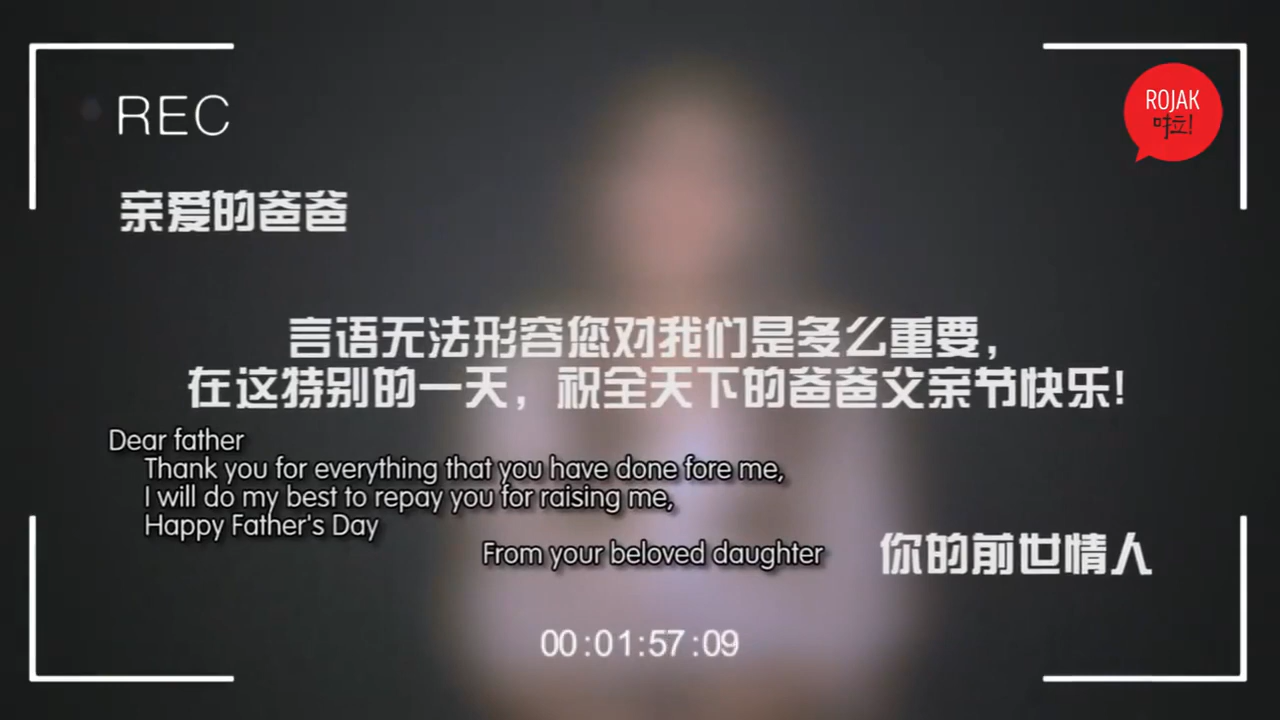 REC
ROJAK
啦!
亲爱的爸爸
言语无法形容您对我们是多么重要，
在这特别的一天，祝全天下的爸爸父亲节快乐!
Dear father
Thank you for everything that you have done fore me,
I will do my best to repay you for raising me,
Happy Father's Day
From your beloved daughter
你的前世情人
00:01:57:09